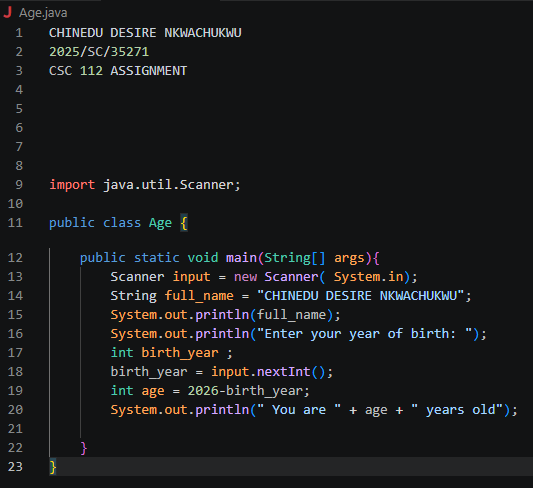 J Age.java
1 CHINEDU DESIRE NKWACHUKWU
2 2025/SC/35271
3 CSC 112 ASSIGNMENT
4
5
6
7
8
9 import java.util.Scanner;
10
11 public class Age {
12     public static void main(String[] args){
13         Scanner input = new Scanner( System.in);
14         String full_name = "CHINEDU DESIRE NKWACHUKWU";
15         System.out.println(full_name);
16         System.out.println("Enter your year of birth: ");
17         int birth_year ;
18         birth_year = input.nextInt();
19         int age = 2026-birth_year;
20         System.out.println(" You are " + age + " years old");
21
22     }
23 }